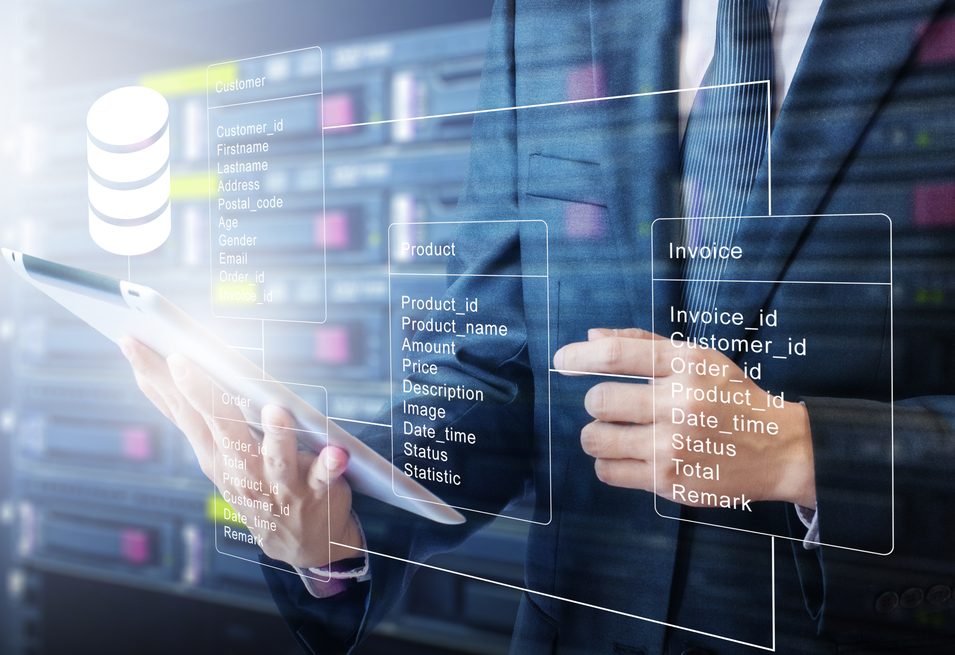 Customer
Customer_id
Firstname
Lastname
Address
Postal_code
Age
Gender
Email
Order_id
Invoice_id
Order
Order_id
Total
Product_id
Customer_id
Date_time
Remark
Product
Product_id
Product_name
Amount
Price
Description
Image
Date_time
Status
Statistic
Invoice
Invoice_id
Customer_id
Order_id
Product_id
Date_time
Status
Total
Remark